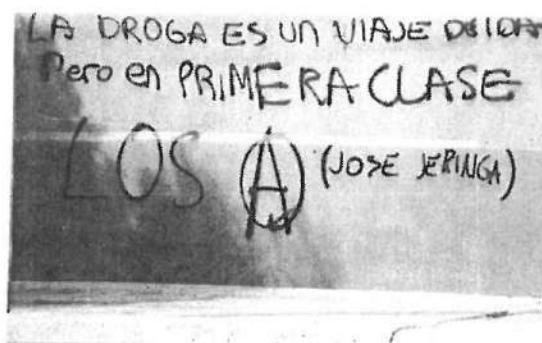 LA DROGA ES UN VIAJE DE IDA
Pero en PRIMERA CLASE
LOS Ⓐ (JOSE JERINGA)